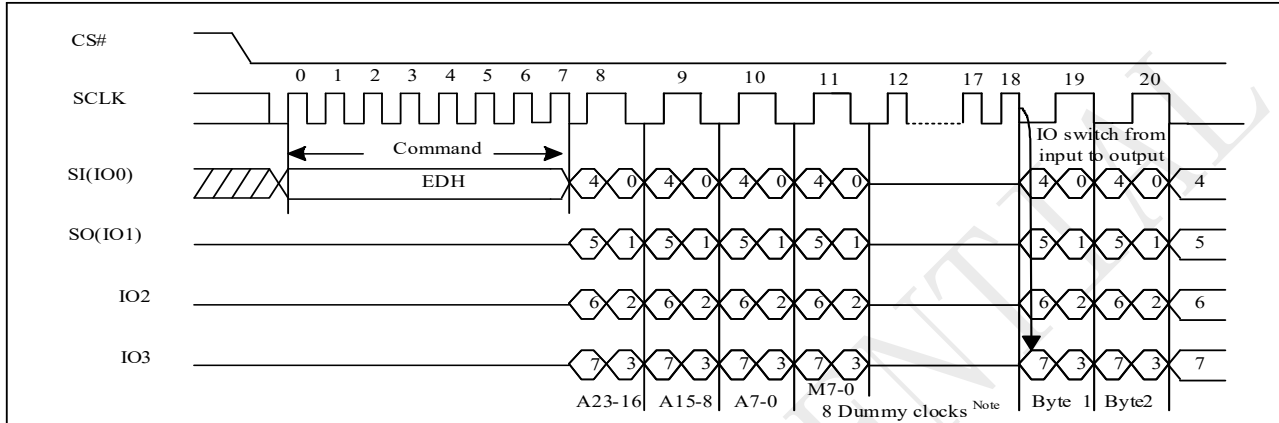 CS#
0 1 2 3 4 5 6 7 8 9 10 11 12 17 18 19 20
SCLK
IO switch from
input to output
Command
SI(IO0)
EDH
4 0 4 0 4 0 4 0 4 0 4 0 4
SO(IO1)
5 1 5 1 5 1 5 1 5 1 5 1 5
IO2
6 2 6 2 6 2 6 2 6 2 6 2 6
IO3
7 3 7 3 7 3 7 3 7 3 7 3 7
A23-16 A15-8 A7-0 M7-0 8 Dummy clocks Note Byte 1 Byte2